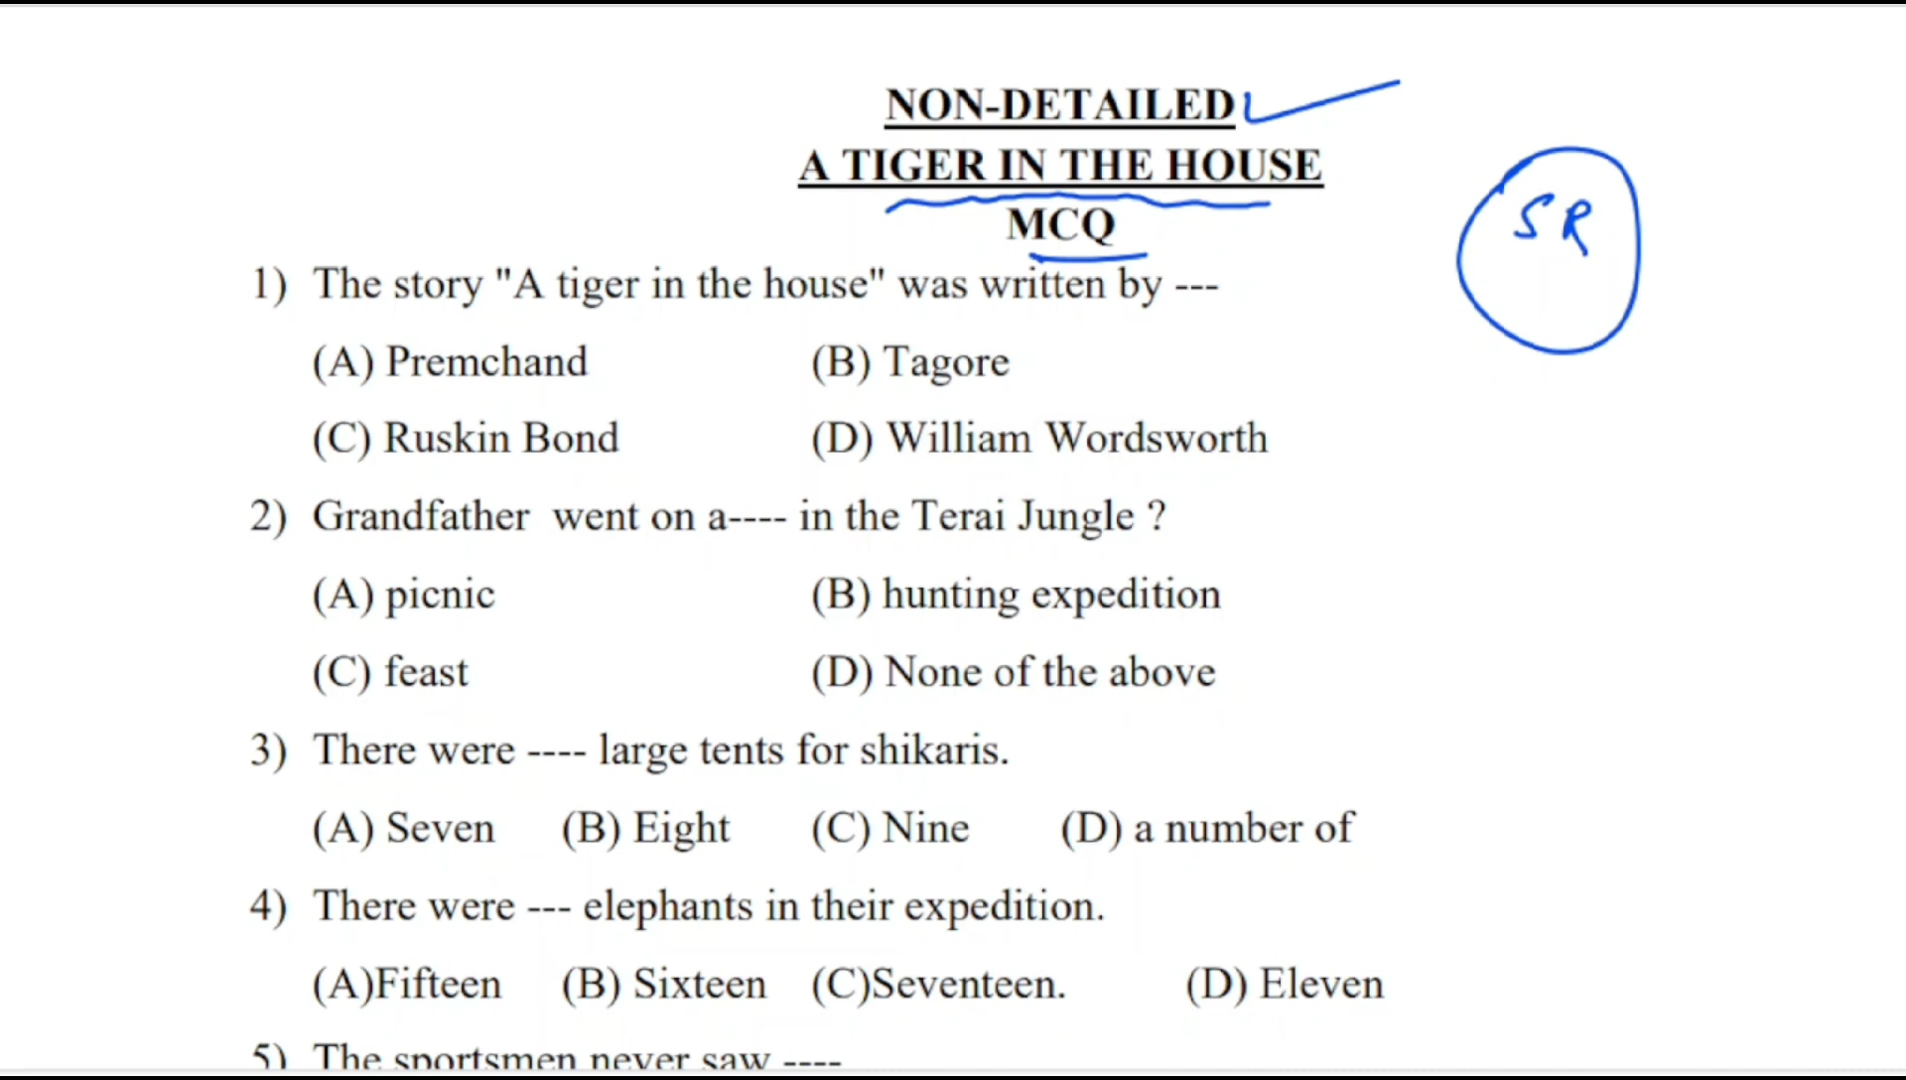 NON-DETAILED
A TIGER IN THE HOUSE
MCQ
SR
1) The story "A tiger in the house" was written by ---
(A) Premchand (B) Tagore
(C) Ruskin Bond (D) William Wordsworth
2) Grandfather went on a---- in the Terai Jungle ?
(A) picnic (B) hunting expedition
(C) feast (D) None of the above
3) There were ---- large tents for shikaris.
(A) Seven (B) Eight (C) Nine (D) a number of
4) There were --- elephants in their expedition.
(A)Fifteen (B) Sixteen (C)Seventeen. (D) Eleven
5) The sportsmen never saw ----